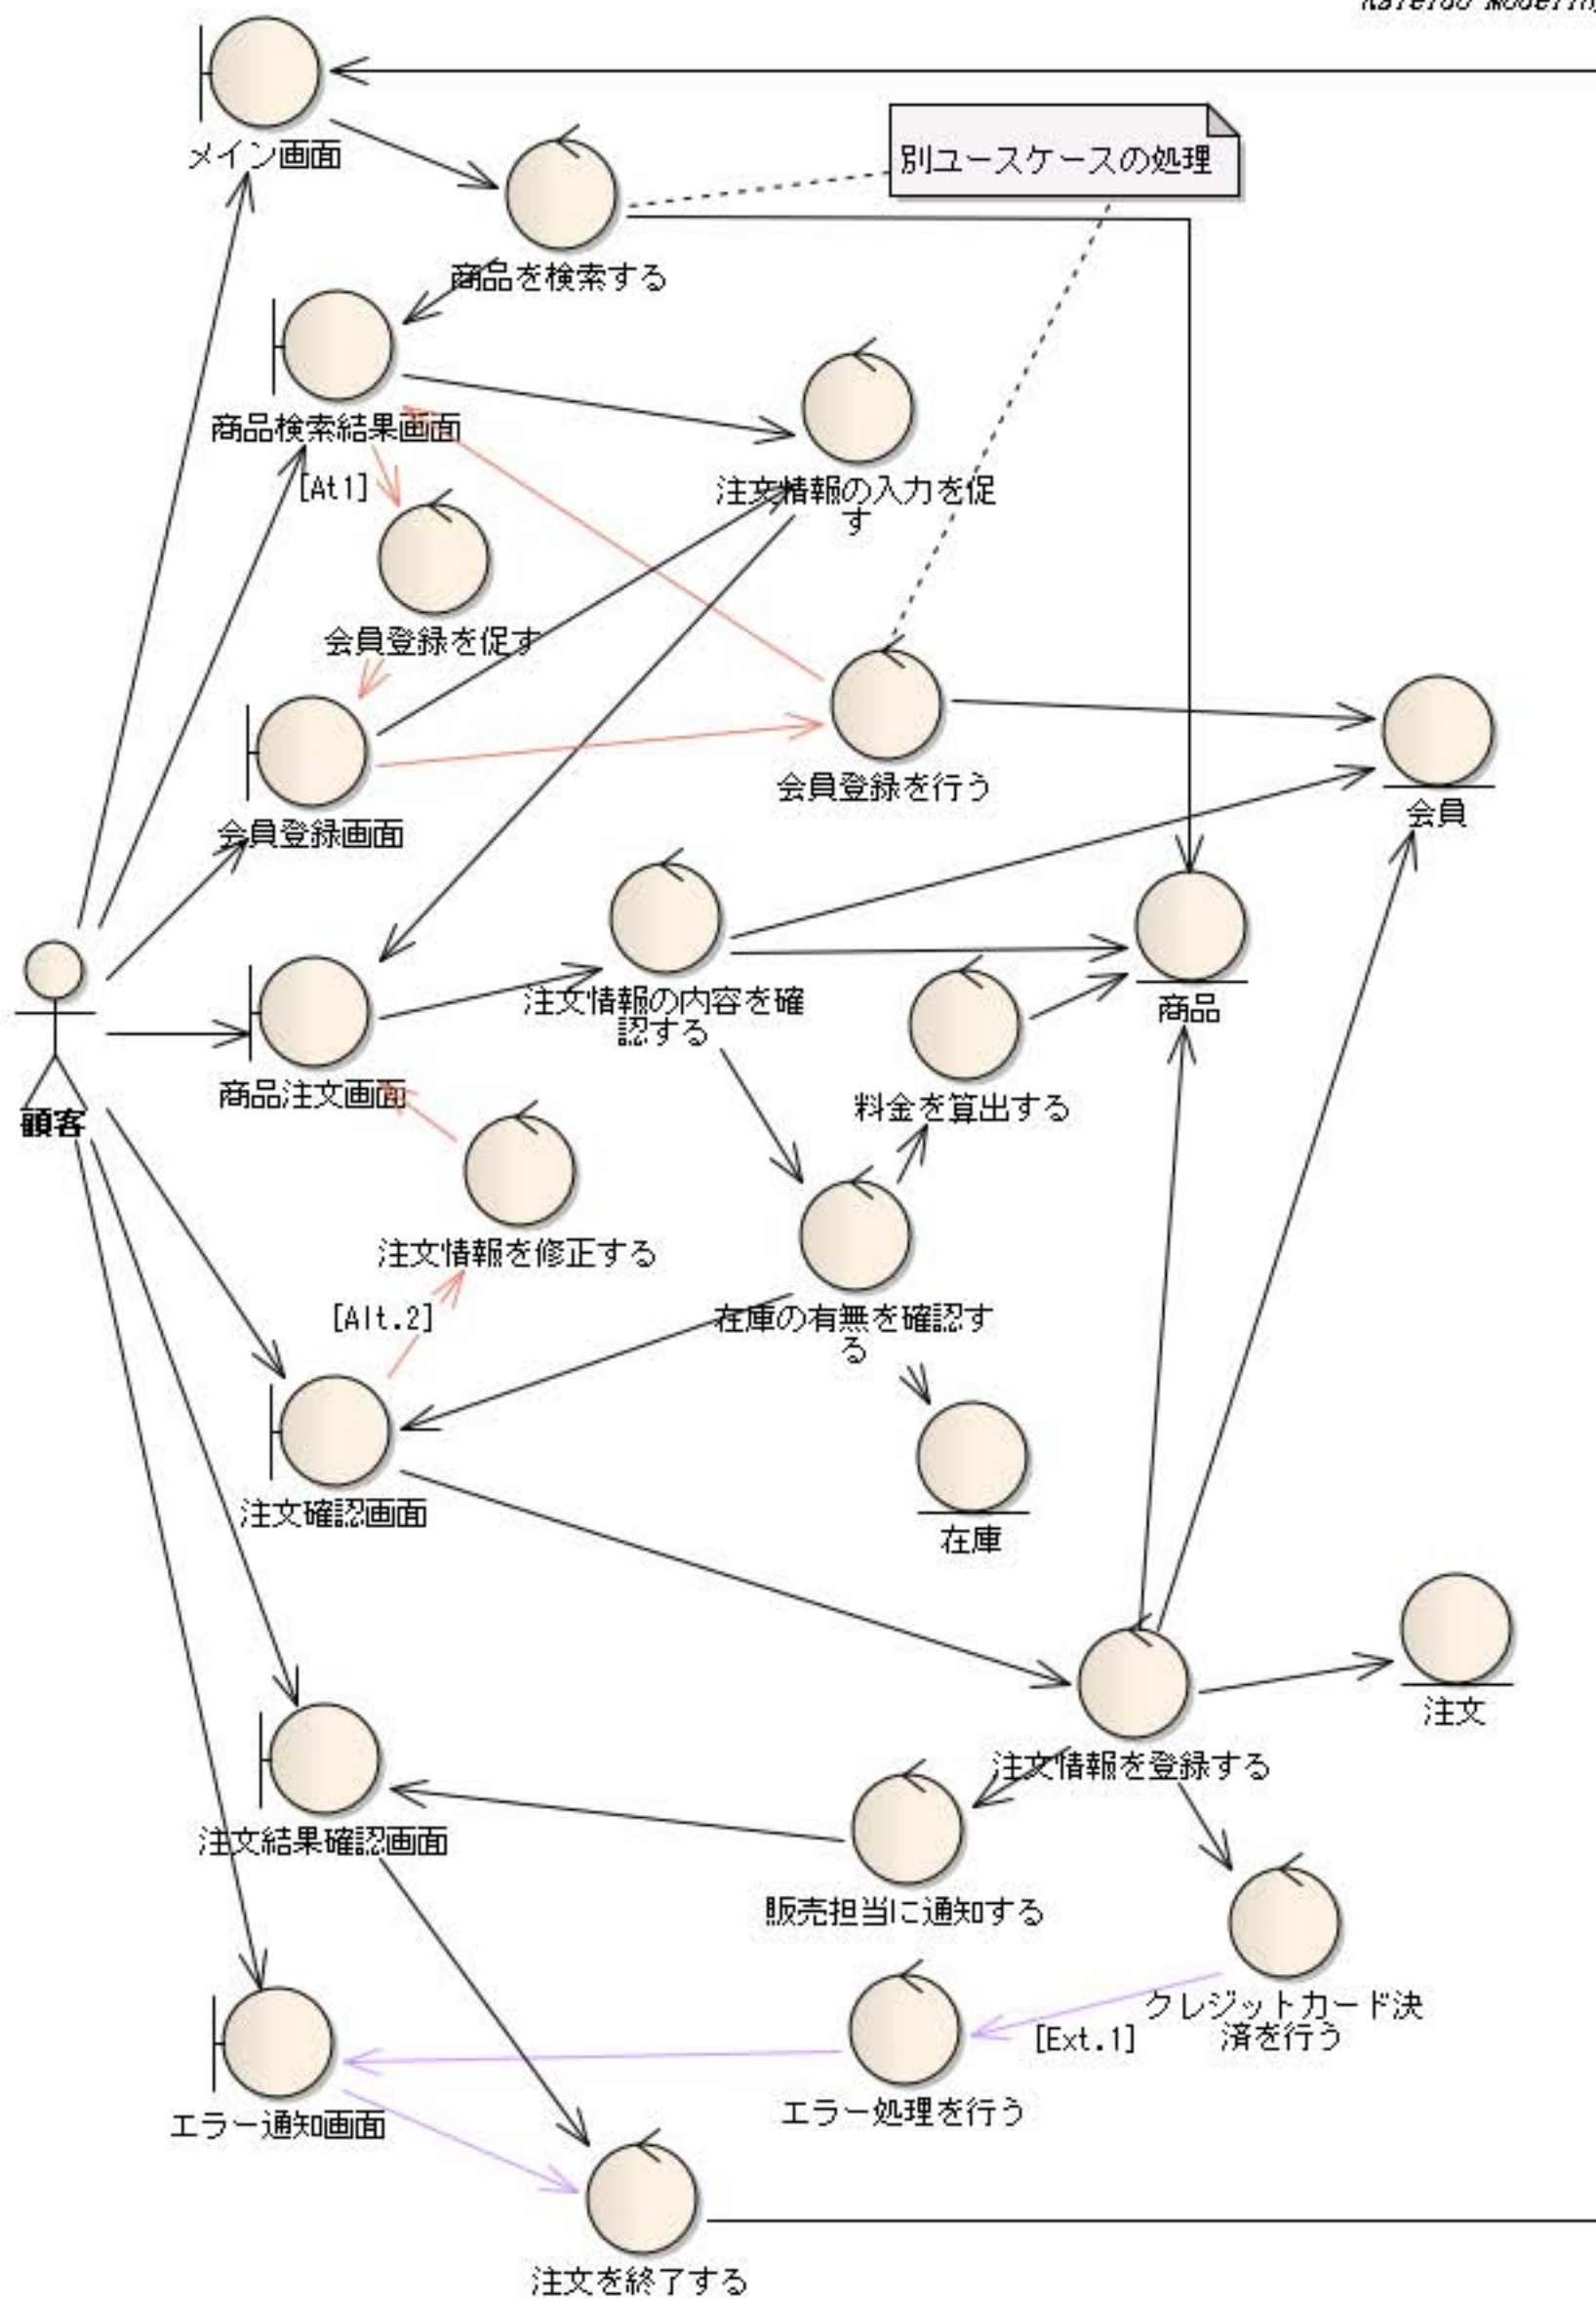 メイン画面
別ユースケースの処理
商品を検索する
商品検索結果画面
[At1]
注文情報の入力を促
す
会員登録を促す
会員登録を行う
会員
会員登録画面
注文情報の内容を確
認する
商品
商品注文画面
料金を算出する
顧客
注文情報を修正する
[Alt.2]
在庫の有無を確認す
る
注文確認画面
在庫
注文
注文情報を登録する
注文結果確認画面
販売担当に通知する
クレジットカード決
済を行う
[Ext.1]
エラー処理を行う
エラー通知画面
注文を終了する